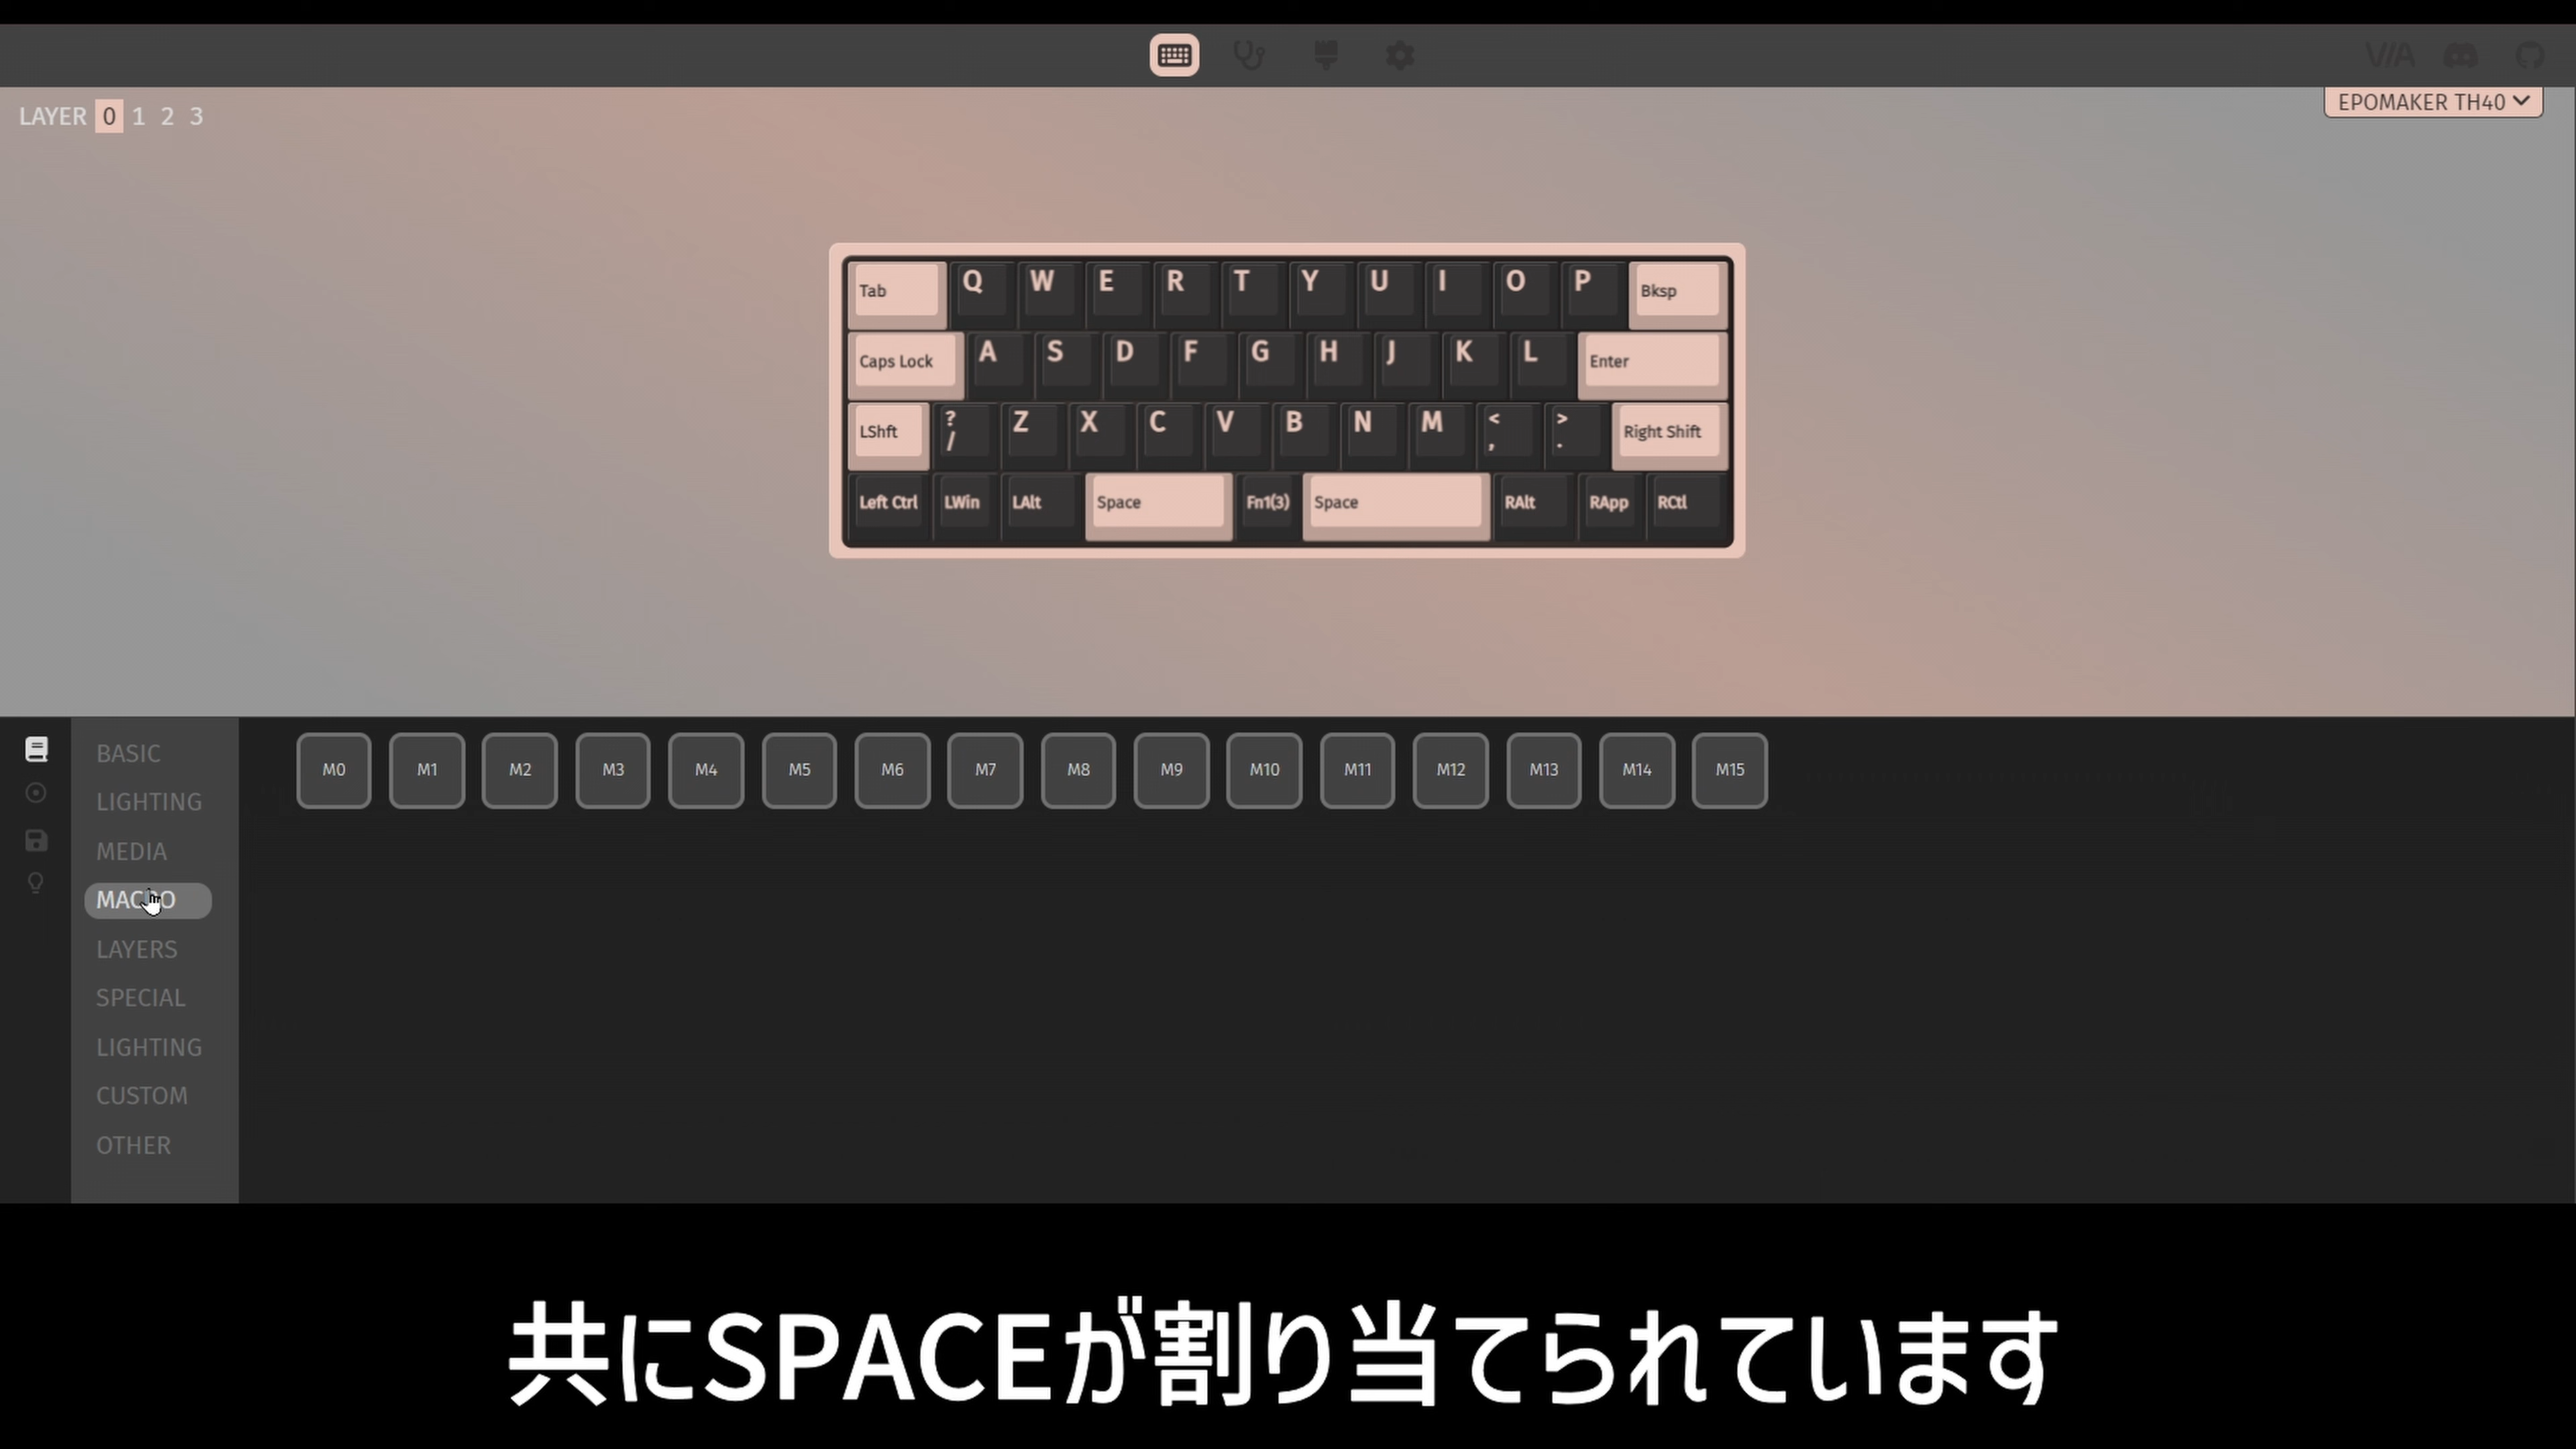 VIA
LAYER 0 1 2 3
EPOMAKER TH40
Tab Q W E R T Y U I O P Bksp
Caps Lock A S D F G H J K L Enter
LShft ? / Z X C V B N M < , > . Right Shift
Left Ctrl LWin LAlt Space Fn1(3) Space RAlt RApp RCtl
M0 M1 M2 M3 M4 M5 M6 M7 M8 M9 M10 M11 M12 M13 M14 M15
BASIC
LIGHTING
MEDIA
MACRO
LAYERS
SPECIAL
LIGHTING
CUSTOM
OTHER
共にSPACEが割り当てられています